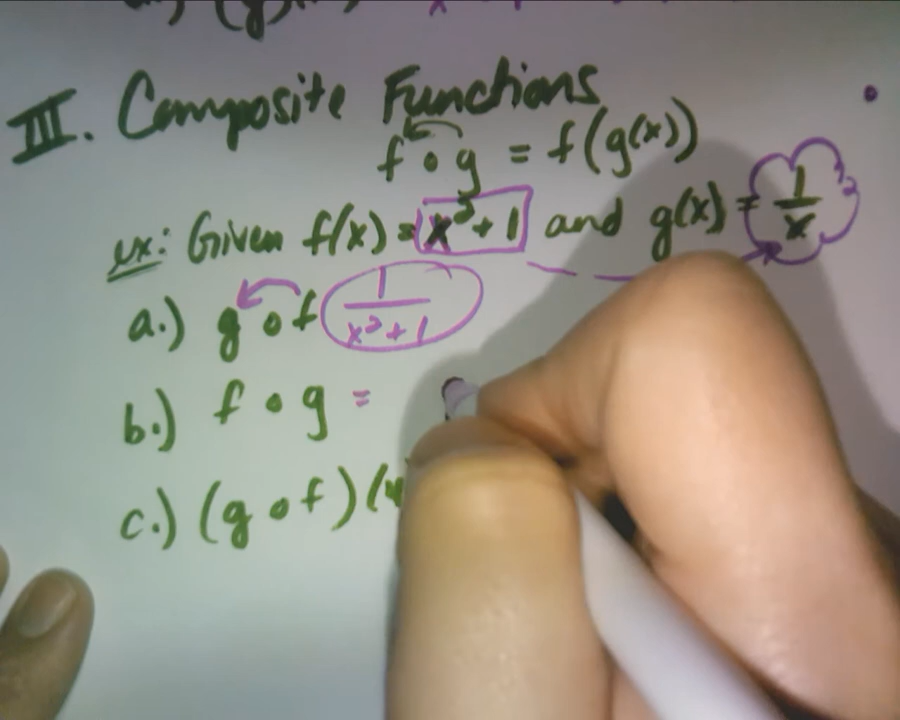 III. Composite Functions
f ∘ g = f(g(x))
ex: Given f(x) = x² + 1 and g(x) = 1/x
a.) g ∘ f 1/(x² + 1)
b.) f ∘ g =
c.) (g ∘ f)(